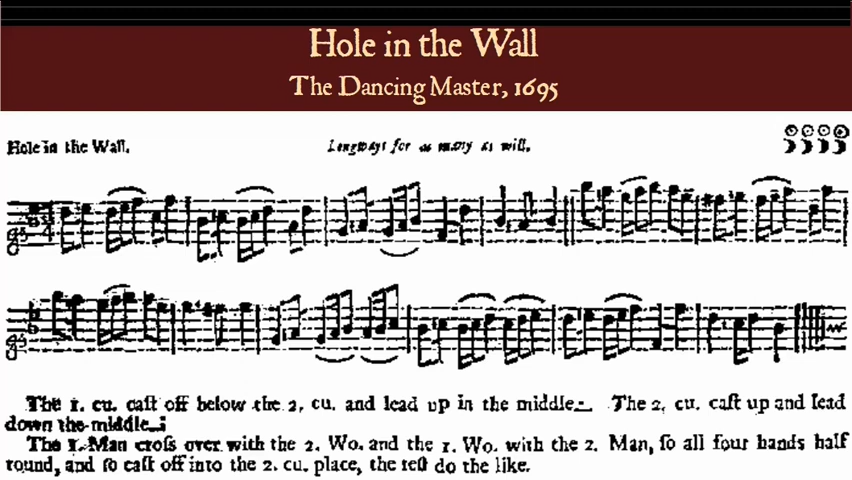 Hole in the Wall
The Dancing Master, 1695
Hole in the Wall.
Longways for as many as will.
The 1. cu. caſt off below the 2. cu. and lead up in the middle. The 2. cu. caſt up and lead
down the middle.
The 1. Man croſs over with the 2. Wo. and the 1. Wo. with the 2. Man, ſo all four hands half
round, and ſo caſt off into the 2. cu. place, the reſt do the like.